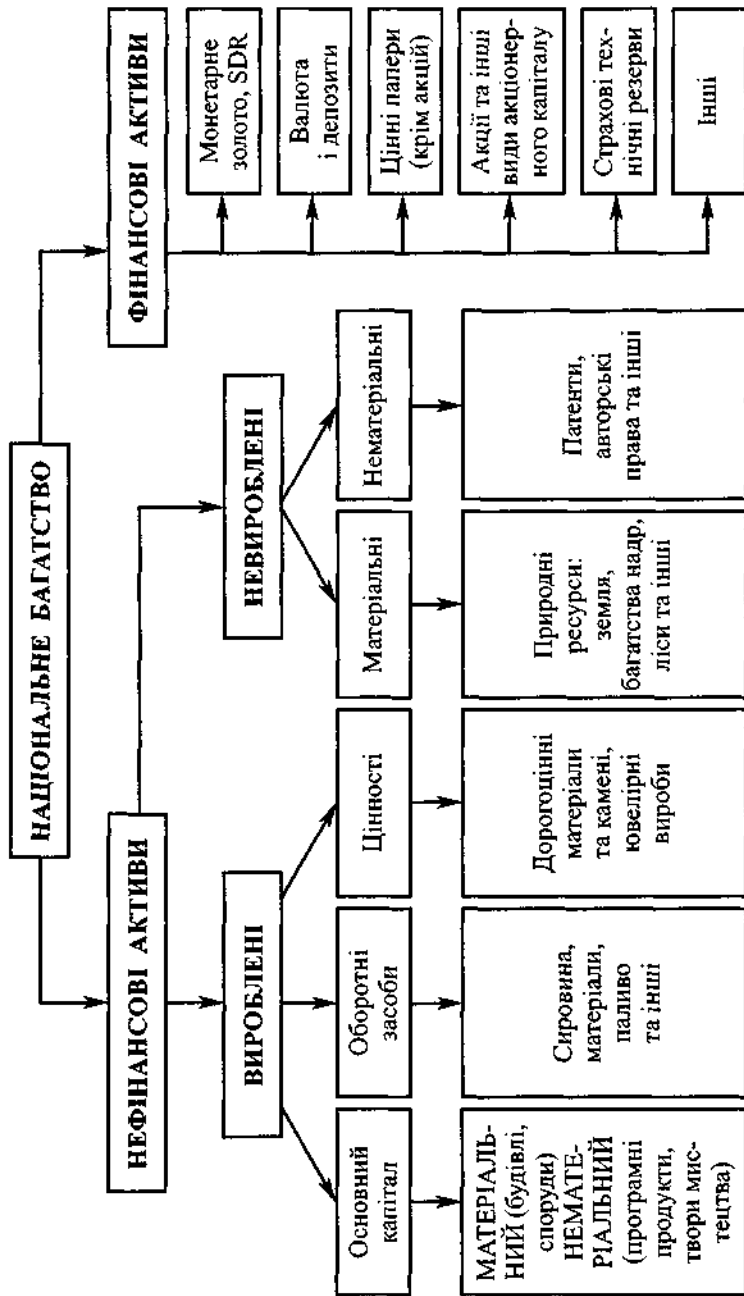 НАЦІОНАЛЬНЕ БАГАТСТВО
НЕФІНАНСОВІ АКТИВИ
ФІНАНСОВІ АКТИВИ
ВИРОБЛЕНІ
НЕВИРОБЛЕНІ
Основний
капітал
Оборотні
засоби
Цінності
Матеріальні
Нематеріальні
МАТЕРІАЛЬ-
НИЙ (будівлі,
споруди)
НЕМАТЕ-
РІАЛЬНИЙ
(програмні
продукти,
твори мис-
тецтва)
Сировина,
матеріали,
паливо
та інші
Дорогоцінні
матеріали
та камені,
ювелірні
вироби
Природні
ресурси:
земля,
багатства надр,
ліси та інші
Патенти,
авторські
права та інші
Монетарне
золото, SDR
Валюта
і депозити
Цінні папери
(крім акцій)
Акції та інші
види акціонер-
ного капіталу
Страхові тех-
нічні резерви
Інші